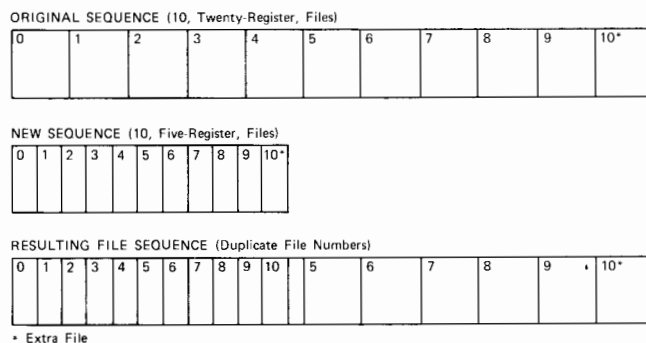 ORIGINAL SEQUENCE (10, Twenty-Register, Files)
0 1 2 3 4 5 6 7 8 9 10*
NEW SEQUENCE (10, Five-Register, Files)
0 1 2 3 4 5 6 7 8 9 10*
RESULTING FILE SEQUENCE (Duplicate File Numbers)
0 1 2 3 4 5 6 7 8 9 10 5 6 7 8 9 10*
* Extra File